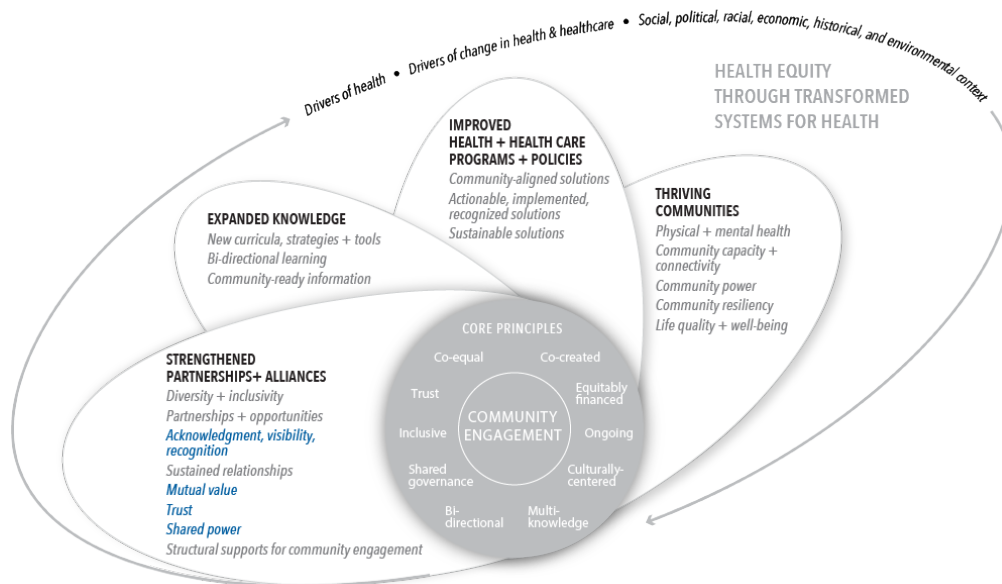 Drivers of health • Drivers of change in health & healthcare • Social, political, racial, economic, historical, and environmental context
HEALTH EQUITY
THROUGH TRANSFORMED
SYSTEMS FOR HEALTH
IMPROVED
HEALTH + HEALTH CARE
PROGRAMS + POLICIES
Community-aligned solutions
Actionable, implemented,
recognized solutions
Sustainable solutions
THRIVING
COMMUNITIES
Physical + mental health
Community capacity +
connectivity
Community power
Community resiliency
Life quality + well-being
EXPANDED KNOWLEDGE
New curricula, strategies + tools
Bi-directional learning
Community-ready information
STRENGTHENED
PARTNERSHIPS+ ALLIANCES
Diversity + inclusivity
Partnerships + opportunities
Acknowledgment, visibility,
recognition
Sustained relationships
Mutual value
Trust
Shared power
Structural supports for community engagement
CORE PRINCIPLES
Co-equal
Co-created
Trust
Equitably
financed
Inclusive
COMMUNITY
ENGAGEMENT
Ongoing
Shared
governance
Culturally-
centered
Bi-
directional
Multi-
knowledge